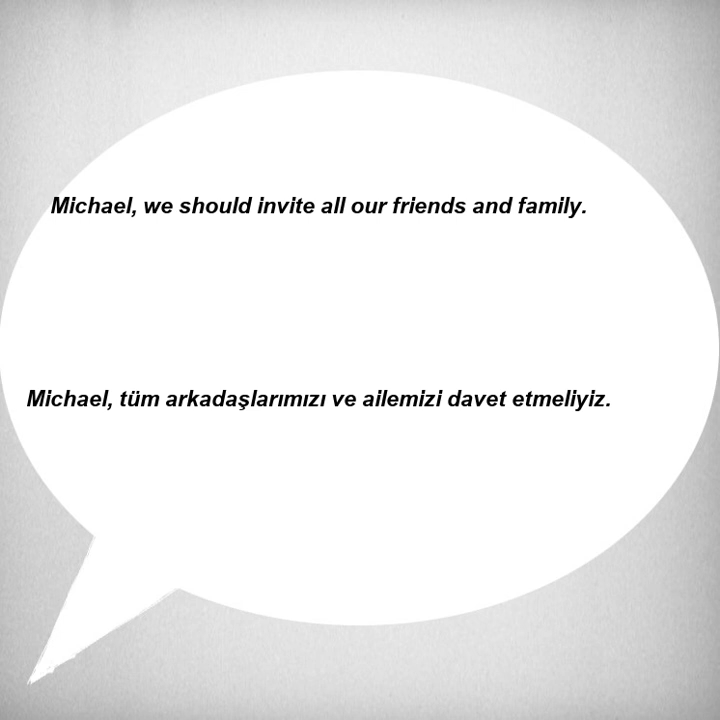 Michael, we should invite all our friends and family.
Michael, tüm arkadaşlarımızı ve ailemizi davet etmeliyiz.